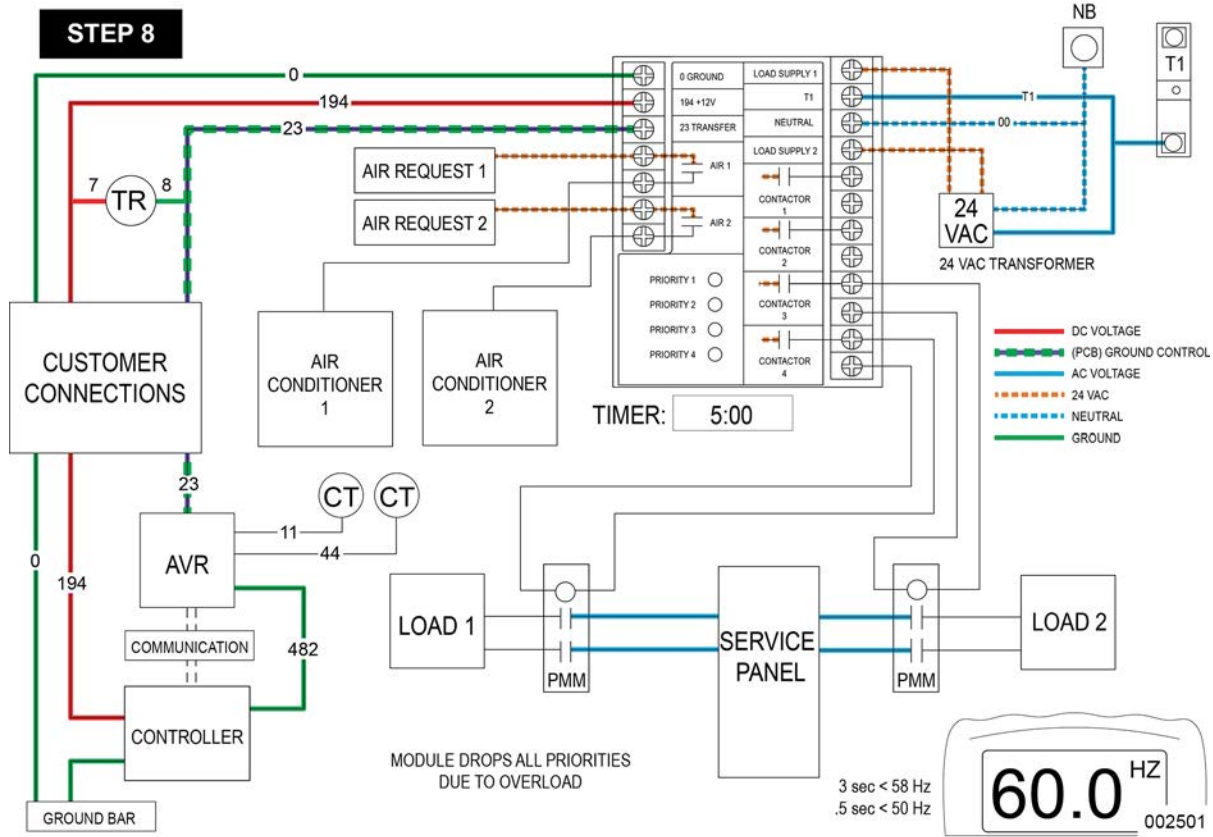 STEP 8
NB
T1
0
194
23
7
TR
8
0 GROUND
194 +12V
23 TRANSFER
AIR 1
AIR 2
PRIORITY 1
PRIORITY 2
PRIORITY 3
PRIORITY 4
LOAD SUPPLY 1
T1
NEUTRAL
LOAD SUPPLY 2
CONTACTOR
1
CONTACTOR
2
CONTACTOR
3
CONTACTOR
4
T1
00
24
VAC
24 VAC TRANSFORMER
AIR REQUEST 1
AIR REQUEST 2
CUSTOMER
CONNECTIONS
AIR
CONDITIONER
1
AIR
CONDITIONER
2
TIMER: 5:00
DC VOLTAGE
(PCB) GROUND CONTROL
AC VOLTAGE
24 VAC
NEUTRAL
GROUND
23
CT
CT
11
44
AVR
0
194
482
COMMUNICATION
CONTROLLER
GROUND BAR
LOAD 1
PMM
SERVICE
PANEL
PMM
LOAD 2
MODULE DROPS ALL PRIORITIES
DUE TO OVERLOAD
3 sec < 58 Hz
.5 sec < 50 Hz
60.0 HZ
002501